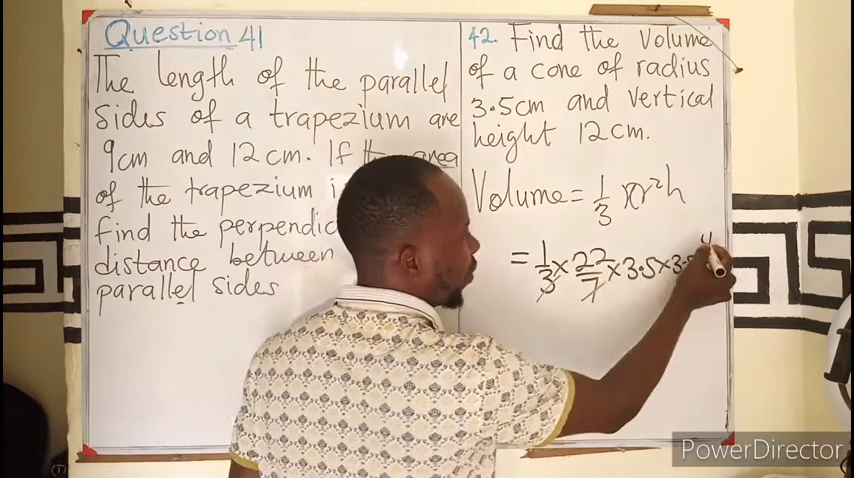 Question 41
The length of the parallel
sides of a trapezium are
9cm and 12cm. If the area
of the trapezium
find the
distance between
parallel sides
42. Find the volume
of a cone of radius
3.5cm and vertical
height 12cm.
Volume = 1/3 πr²h
= 1/3 x 22/7 x 3.5 x 3.5
PowerDirector